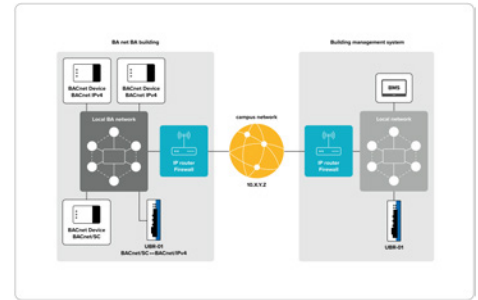 BA net BA building
BACnet Device
BACnet IPv4
BACnet Device
BACnet IPv4
Local BA network
IP router
Firewall
BACnet Device
BACnet/SC
UBR-01
BACnet/SC—BACnet/IPv4
campus network
10.X.Y.Z
Building management system
BMS
Local network
IP router
Firewall
UBR-01